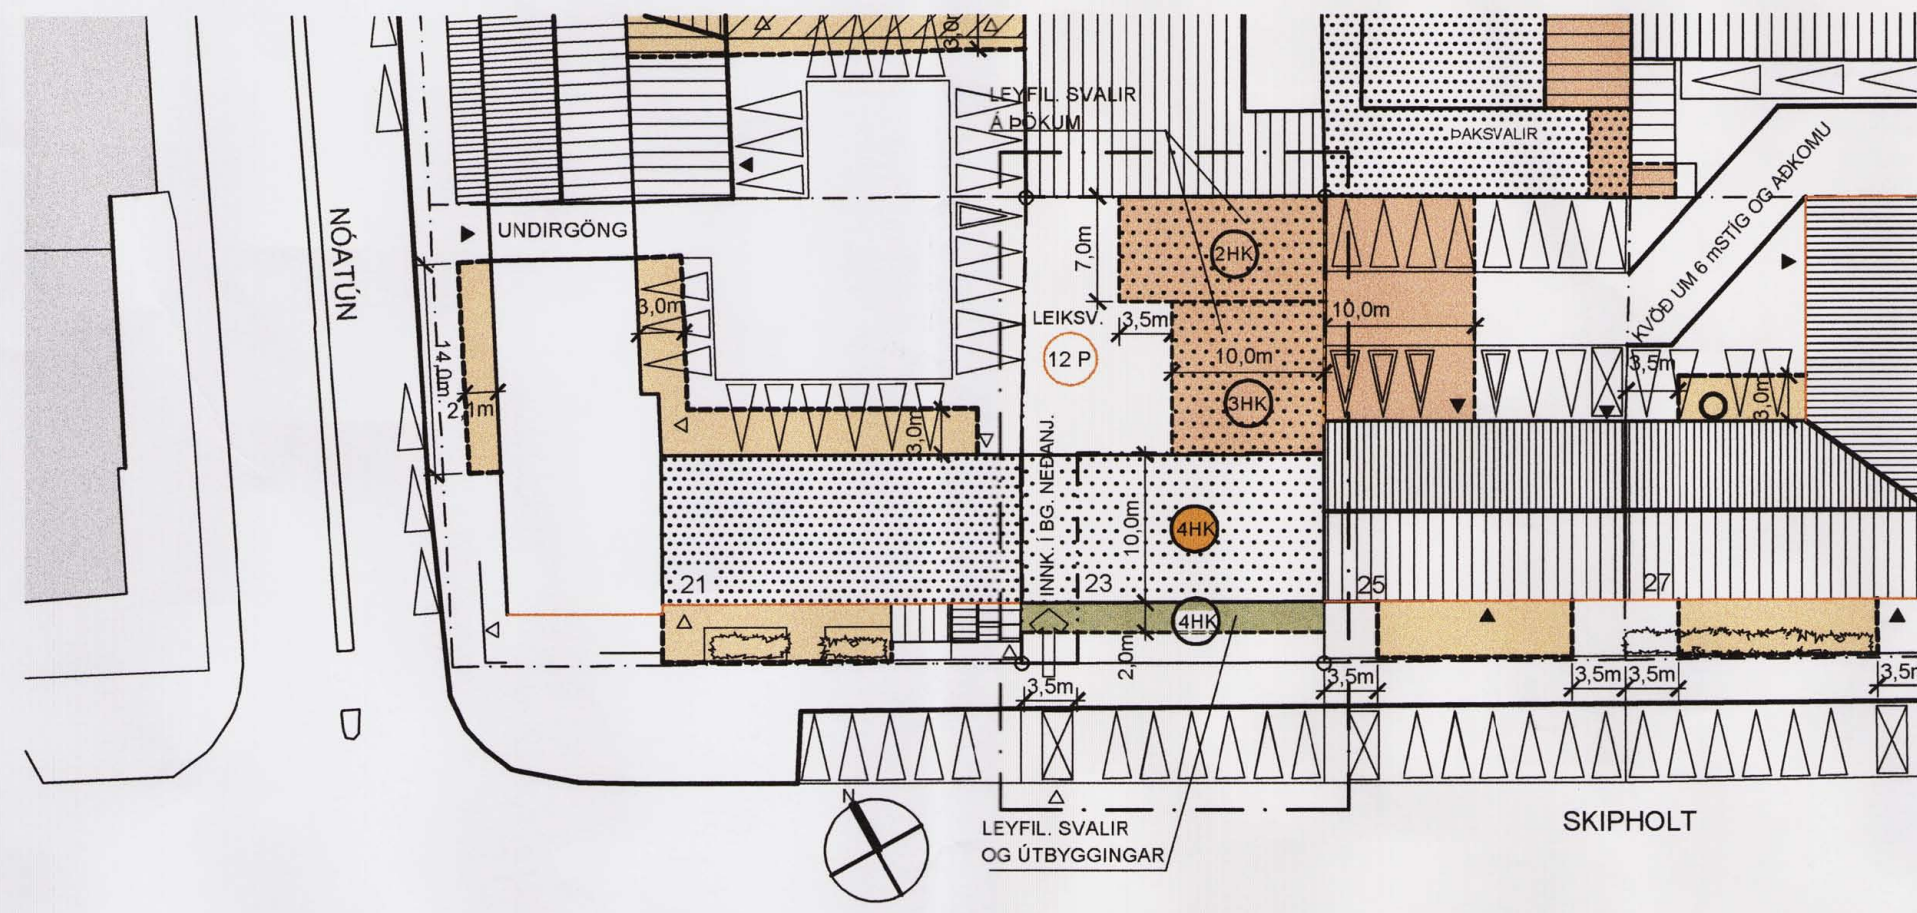 3,0
LEYFIL. SVALIR
Á ÞÖKUM
ÞAKSVALIR
KVÖÐ UM 6 mSTÍG OG AÐKOMU
NÓATÚN
UNDIRGÖNG
2HK
7,0m
3,0m
LEIKSV.
3,5m
10,0m
12 P
10,0m
3,5m
14,0m
2,1m
3HK
3,0m
3,0m
INNK. Í BG. NEÐANJ.
10,0m
4HK
21
23
25
27
4HK
2,0m
3,5m
3,5m
3,5m
3,5m
3,5m
N
LEYFIL. SVALIR
OG ÚTBYGGINGAR
SKIPHOLT